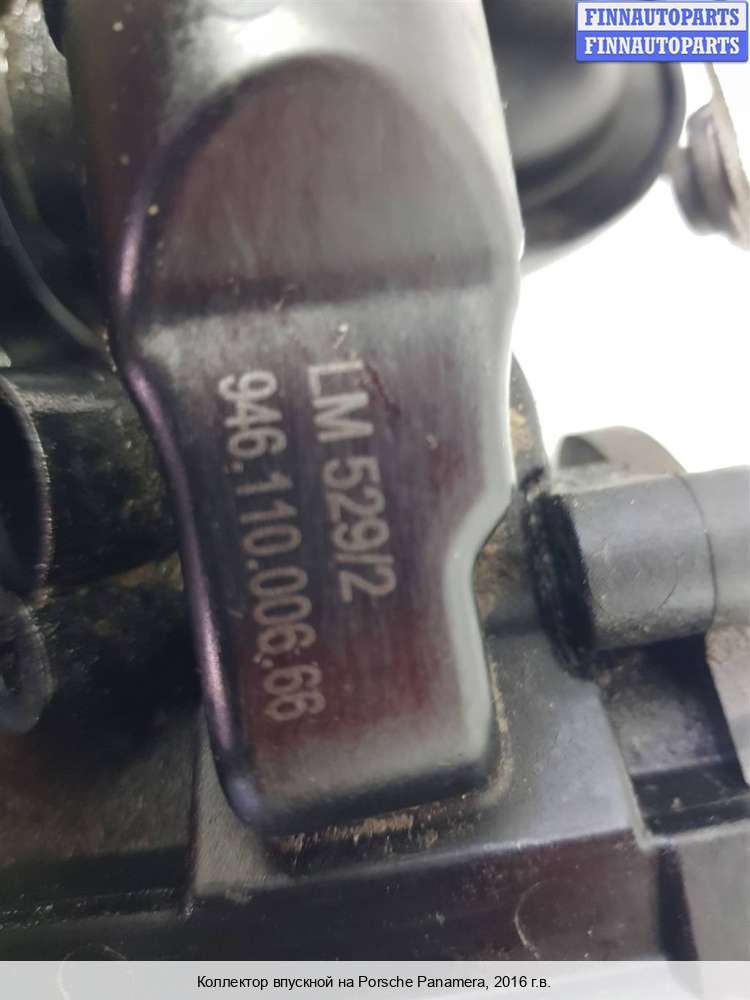 FINNAUTOPARTS
FINNAUTOPARTS
LM 529/2
946.110.006.66
Коллектор впускной на Porsche Panamera, 2016 г.в.